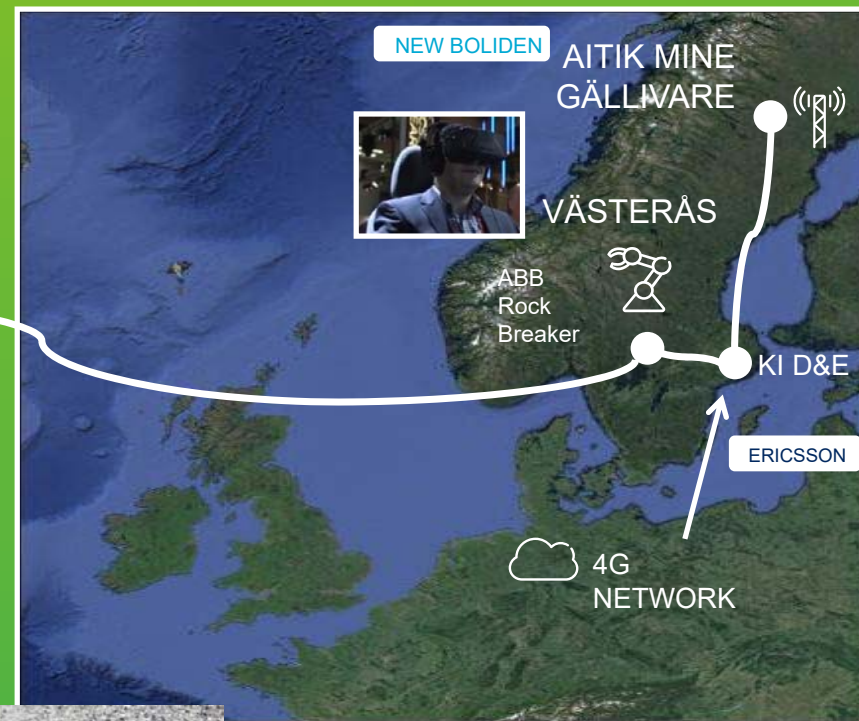 NEW BOLIDEN
AITIK MINE
GÄLLIVARE
VÄSTERÅS
ABB
Rock
Breaker
KI D&E
ERICSSON
4G
NETWORK